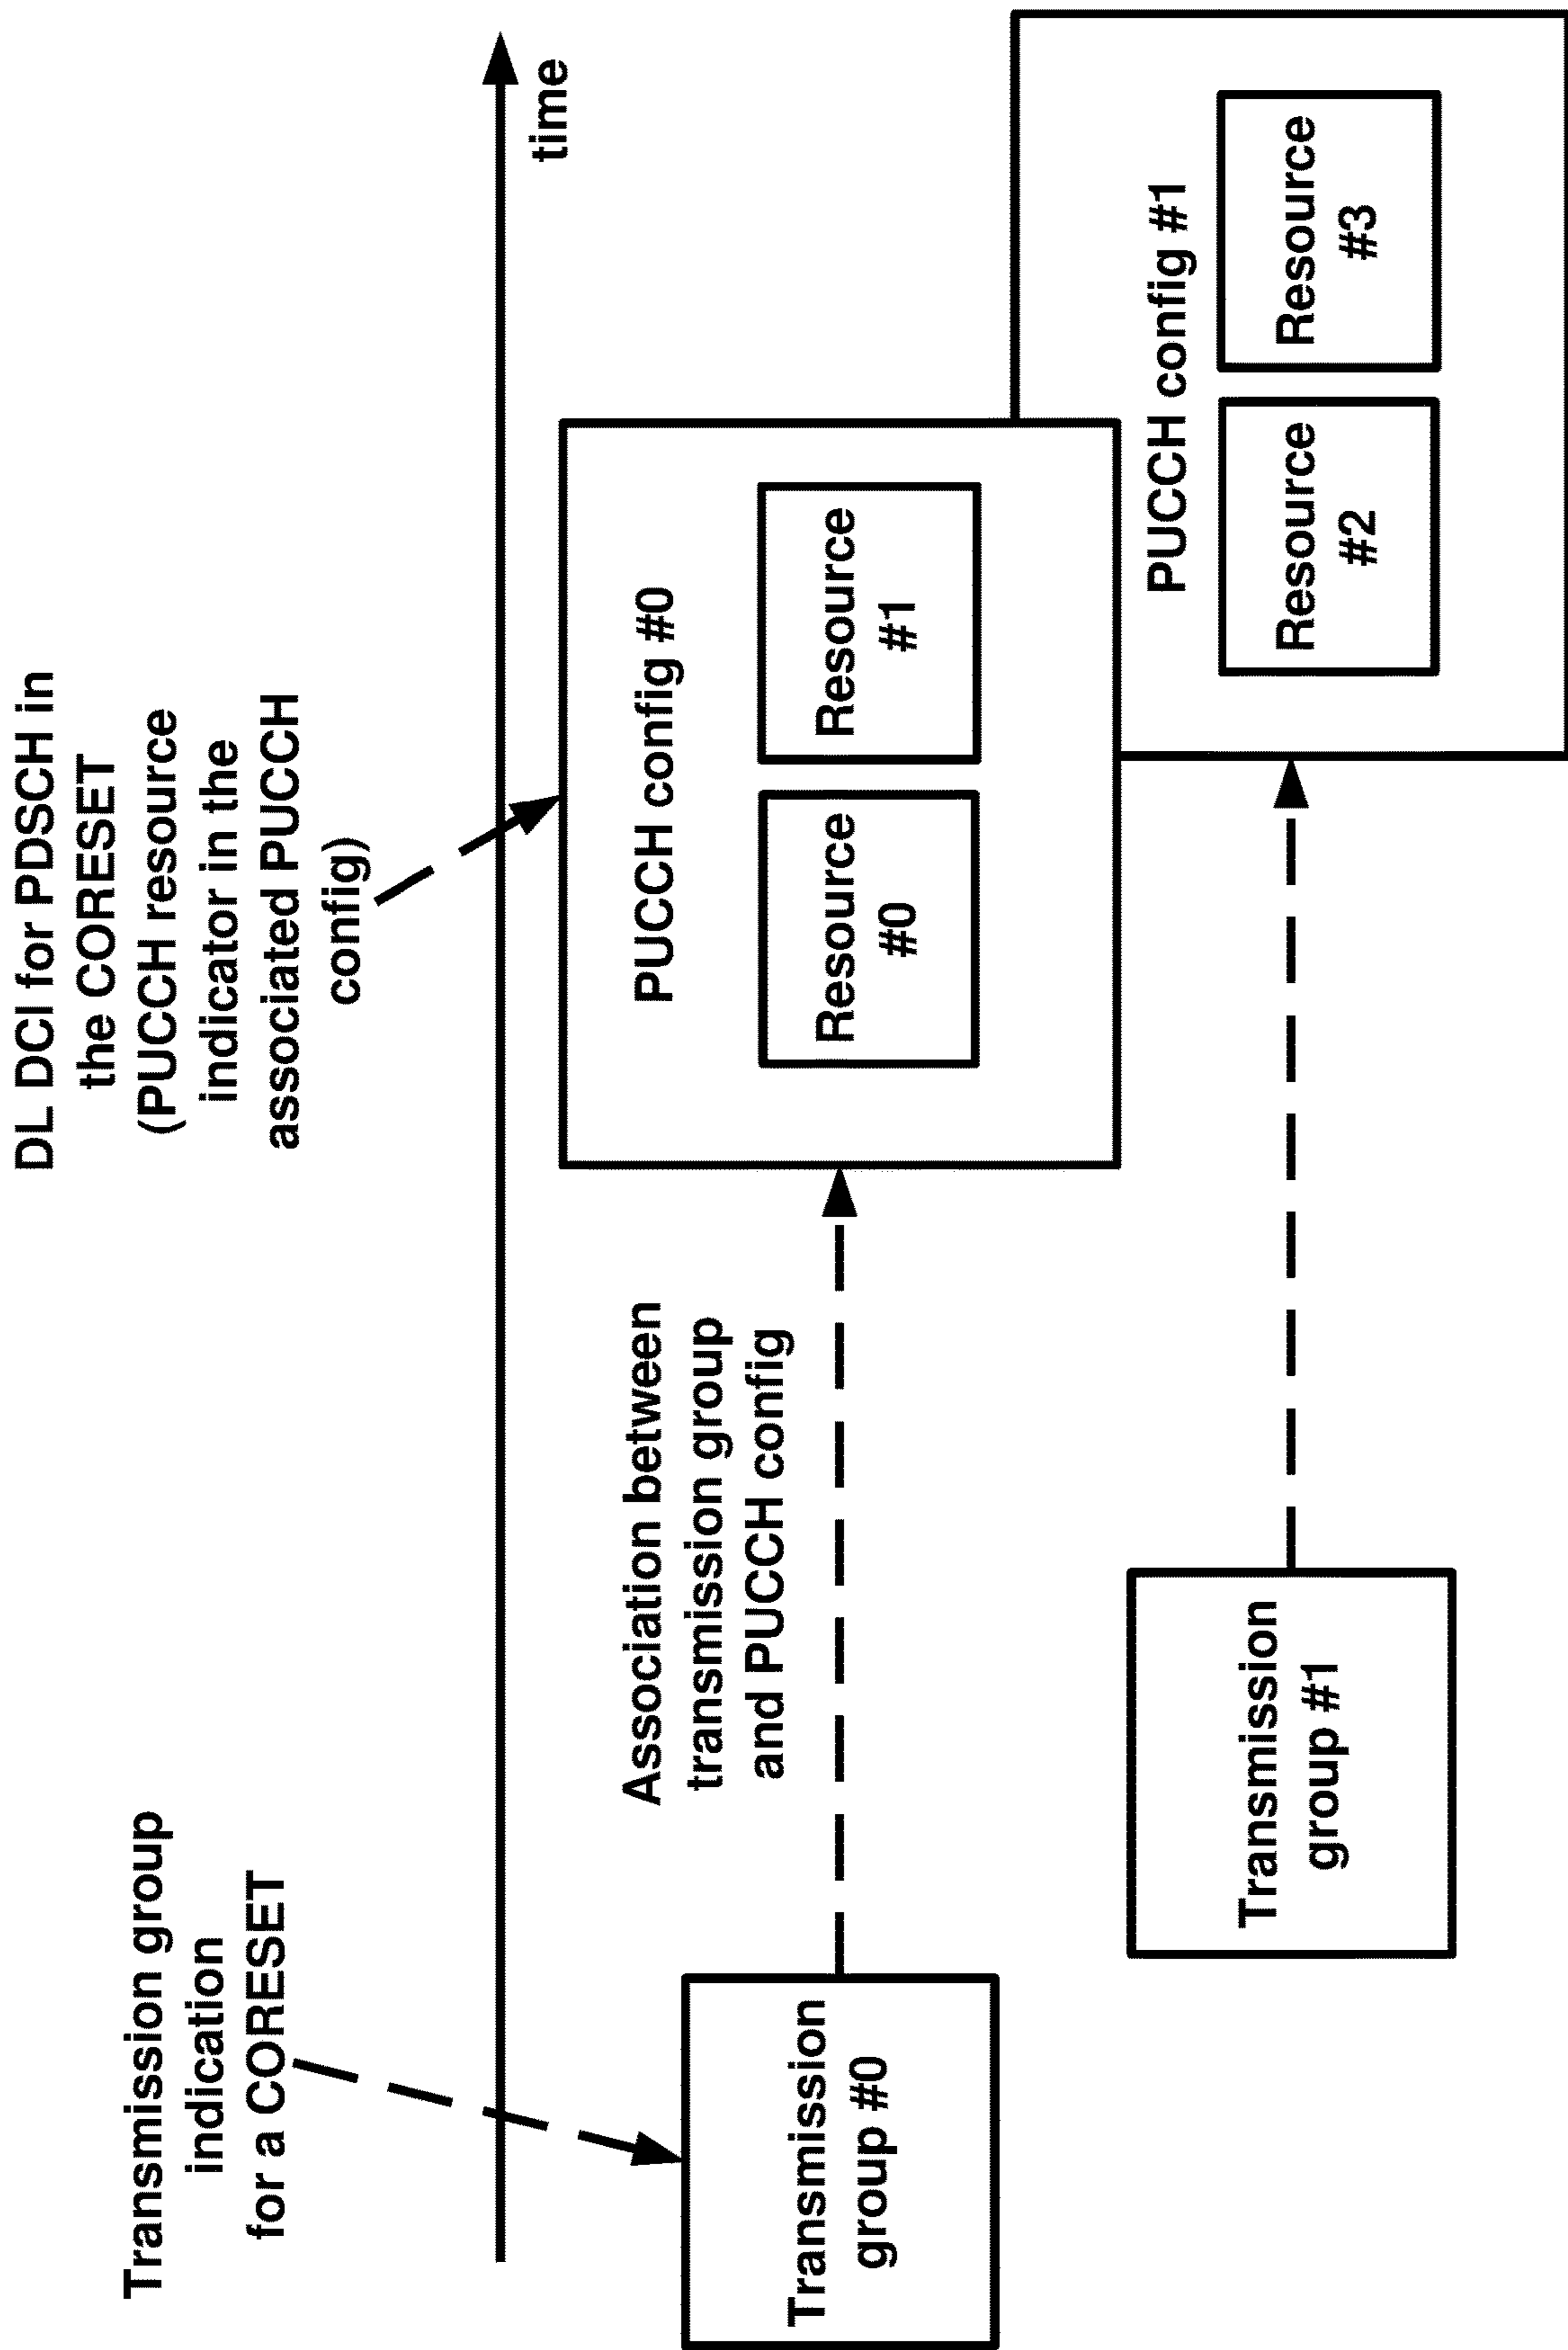 Transmission group
indication
for a CORESET
DL DCI for PDSCH in
the CORESET
(PUCCH resource
indicator in the
associated PUCCH
config)
time
Transmission
group #0
Association between
transmission group
and PUCCH config
PUCCH config #0
Resource
#0
Resource
#1
Transmission
group #1
PUCCH config #1
Resource
#2
Resource
#3